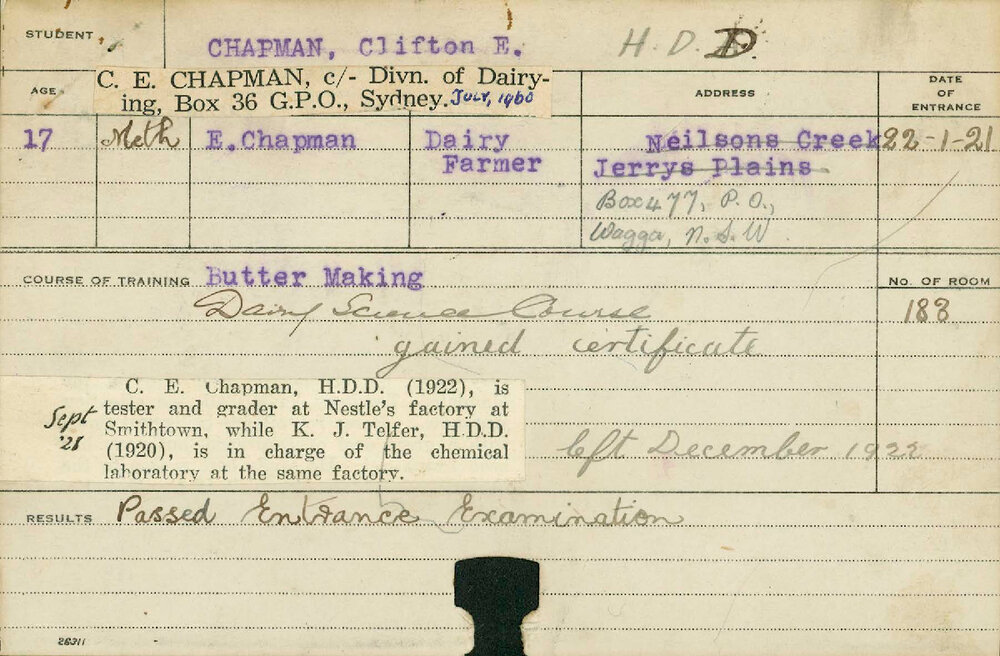 STUDENT CHAPMAN, Clifton E. H.D.D.
C. E. CHAPMAN, c/- Divn. of Dairy-
ing, Box 36 G.P.O., Sydney. July, 1960
AGE ADDRESS DATE OF ENTRANCE
17 Meth E. Chapman Dairy Farmer Neilsons Creek 22-1-21
Jerrys Plains
Box 477, P.O.,
Wagga, N.S.W.
COURSE OF TRAINING Butter Making No. OF ROOM
Dairy Science Course 183
gained certificate
C. E. Chapman, H.D.D. (1922), is
Sept '28 tester and grader at Nestle's factory at
Smithtown, while K. J. Telfer, H.D.D.
(1920), is in charge of the chemical
laboratory at the same factory.
left December 1922
RESULTS Passed Entrance Examination
26311